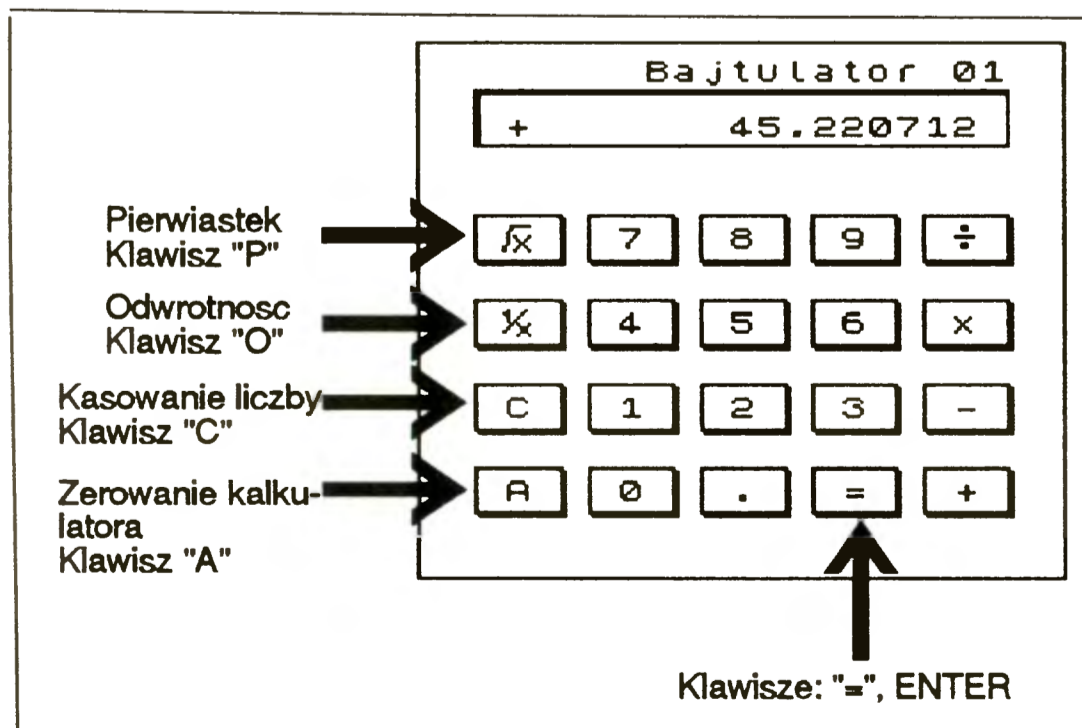 Bajtulator 01
+ 45.220712
Pierwiastek
Klawisz "P"
√x 7 8 9 ÷
Odwrotnosc
Klawisz "O"
1/x 4 5 6 ×
Kasowanie liczby
Klawisz "C"
C 1 2 3 -
Zerowanie kalku-
latora
Klawisz "A"
A 0 . = +
Klawisze: "=", ENTER